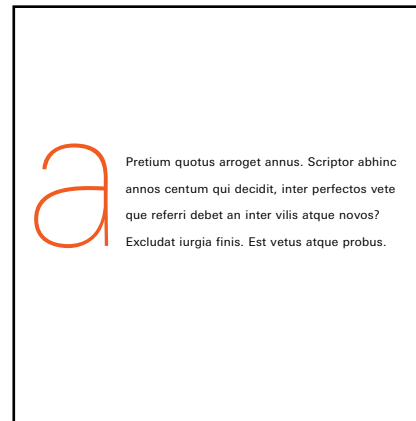 a
Pretium quotus arroget annus. Scriptor abhinc
annos centum qui decidit, inter perfectos vete
que referri debet an inter vilis atque novos?
Excludat iurgia finis. Est vetus atque probus.